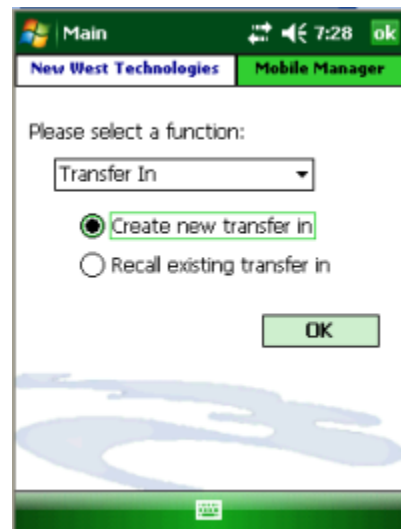 Main 7:28 ok
New West Technologies Mobile Manager
Please select a function:
Transfer In
Create new transfer in
Recall existing transfer in
OK